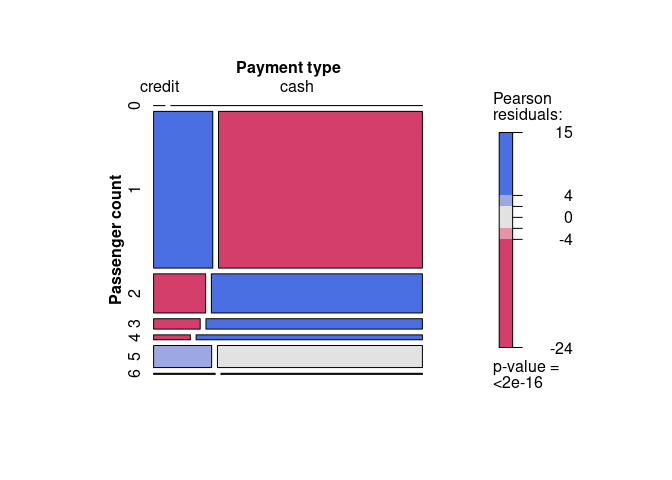 Payment type
credit cash
Passenger count
0
1
2
3
4
5
6
Pearson
residuals:
15
4
0
-4
-24
p-value =
<2e-16